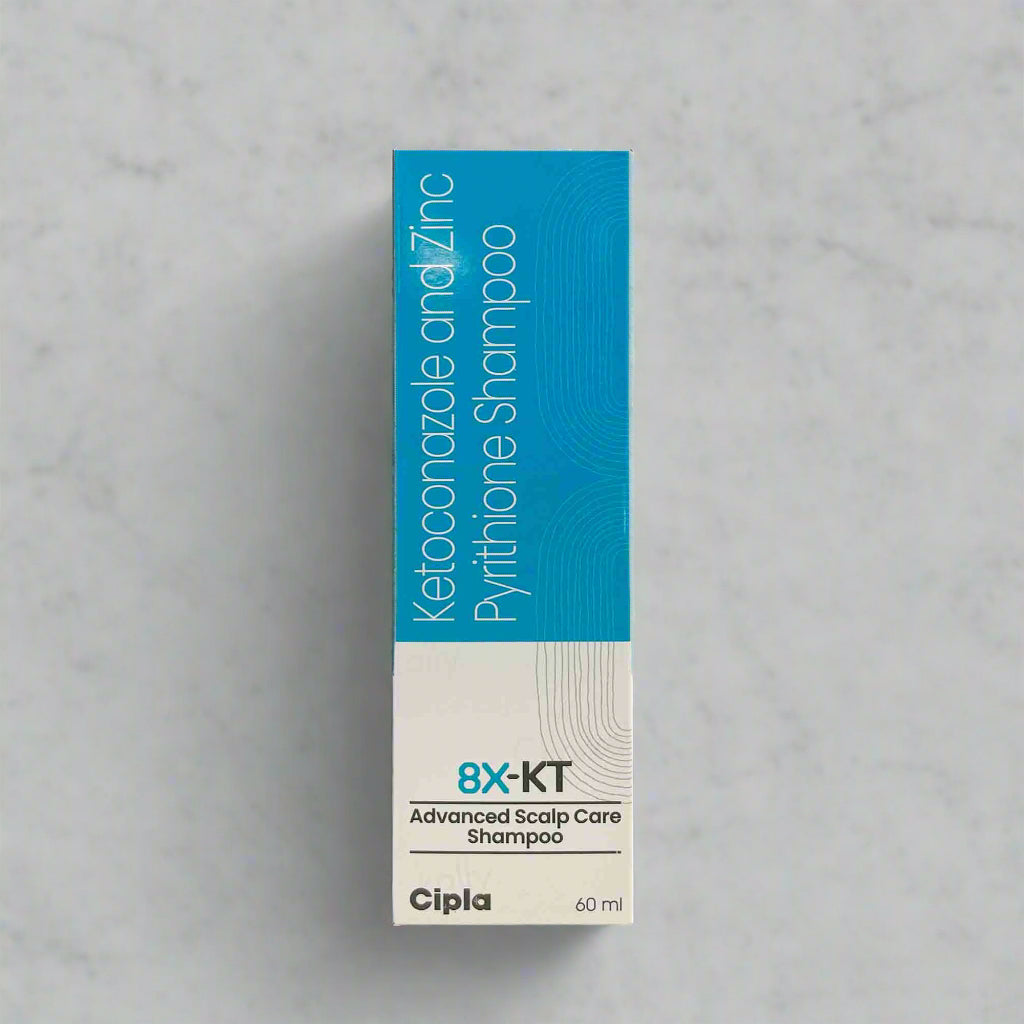 Ketoconazole and Zinc
Pyrithione Shampoo
8X-KT
Advanced Scalp Care
Shampoo
Cipla
60 ml